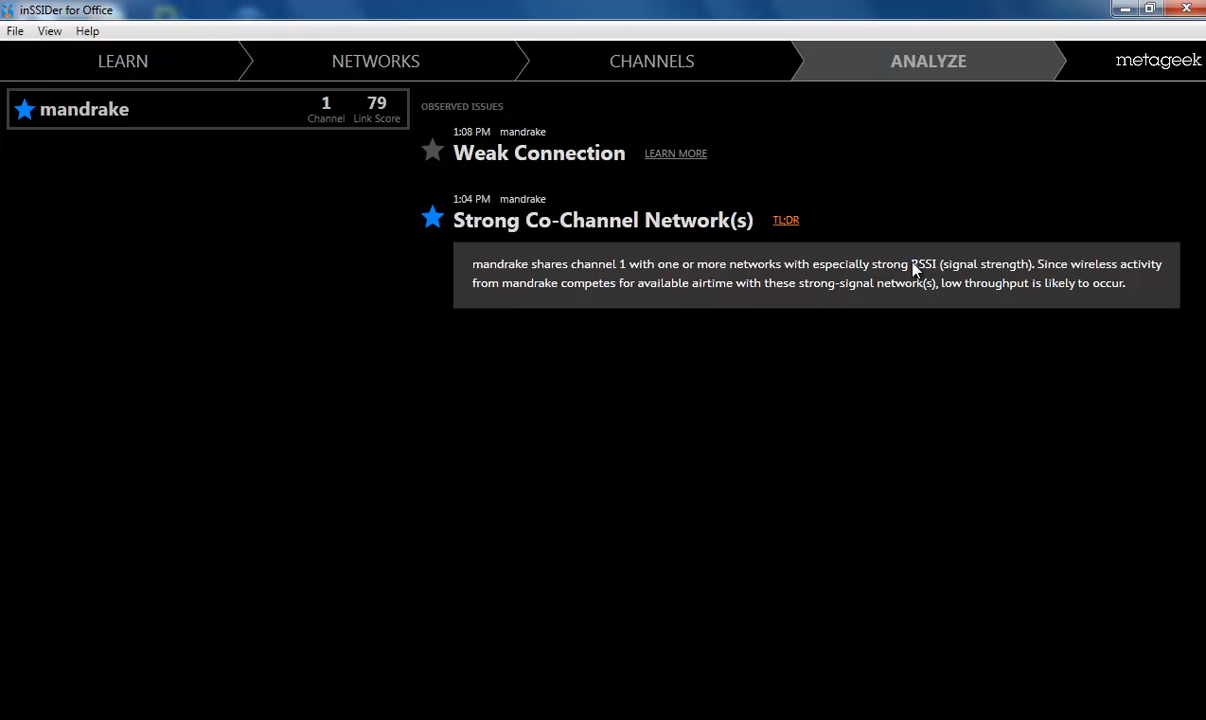 inSSIDer for Office
File View Help
LEARN NETWORKS CHANNELS ANALYZE metageek
mandrake 1 79
Channel Link Score
OBSERVED ISSUES
1:08 PM mandrake
Weak Connection LEARN MORE
1:04 PM mandrake
Strong Co-Channel Network(s) TL;DR
mandrake shares channel 1 with one or more networks with especially strong RSSI (signal strength). Since wireless activity
from mandrake competes for available airtime with these strong-signal network(s), low throughput is likely to occur.